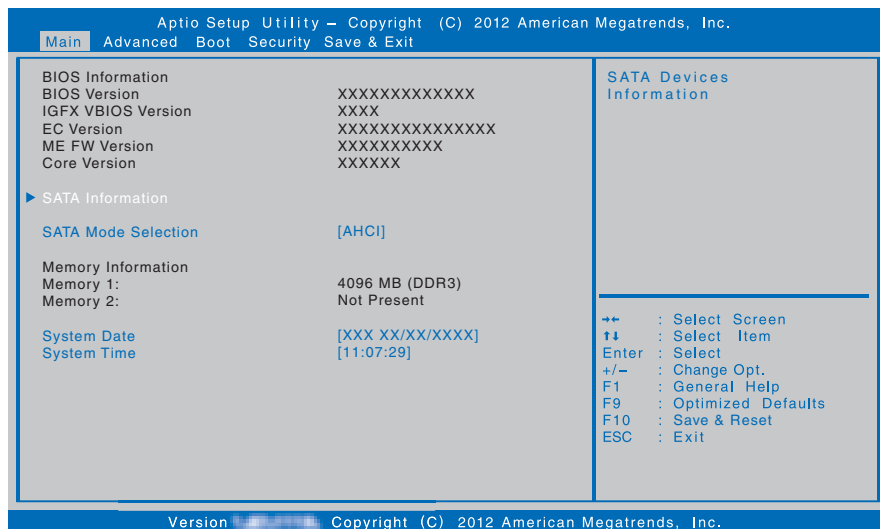 Aptio Setup Utility – Copyright (C) 2012 American Megatrends, Inc.
Main Advanced Boot Security Save & Exit
BIOS Information
BIOS Version XXXXXXXXXXXXX
IGFX VBIOS Version XXXX
EC Version XXXXXXXXXXXXXXX
ME FW Version XXXXXXXXXX
Core Version XXXXXX
▶ SATA Information
SATA Mode Selection [AHCI]
Memory Information
Memory 1: 4096 MB (DDR3)
Memory 2: Not Present
System Date [XXX XX/XX/XXXX]
System Time [11:07:29]
SATA Devices
Information
→← : Select Screen
↑↓ : Select Item
Enter : Select
+/– : Change Opt.
F1 : General Help
F9 : Optimized Defaults
F10 : Save & Reset
ESC : Exit
Version Copyright (C) 2012 American Megatrends, Inc.